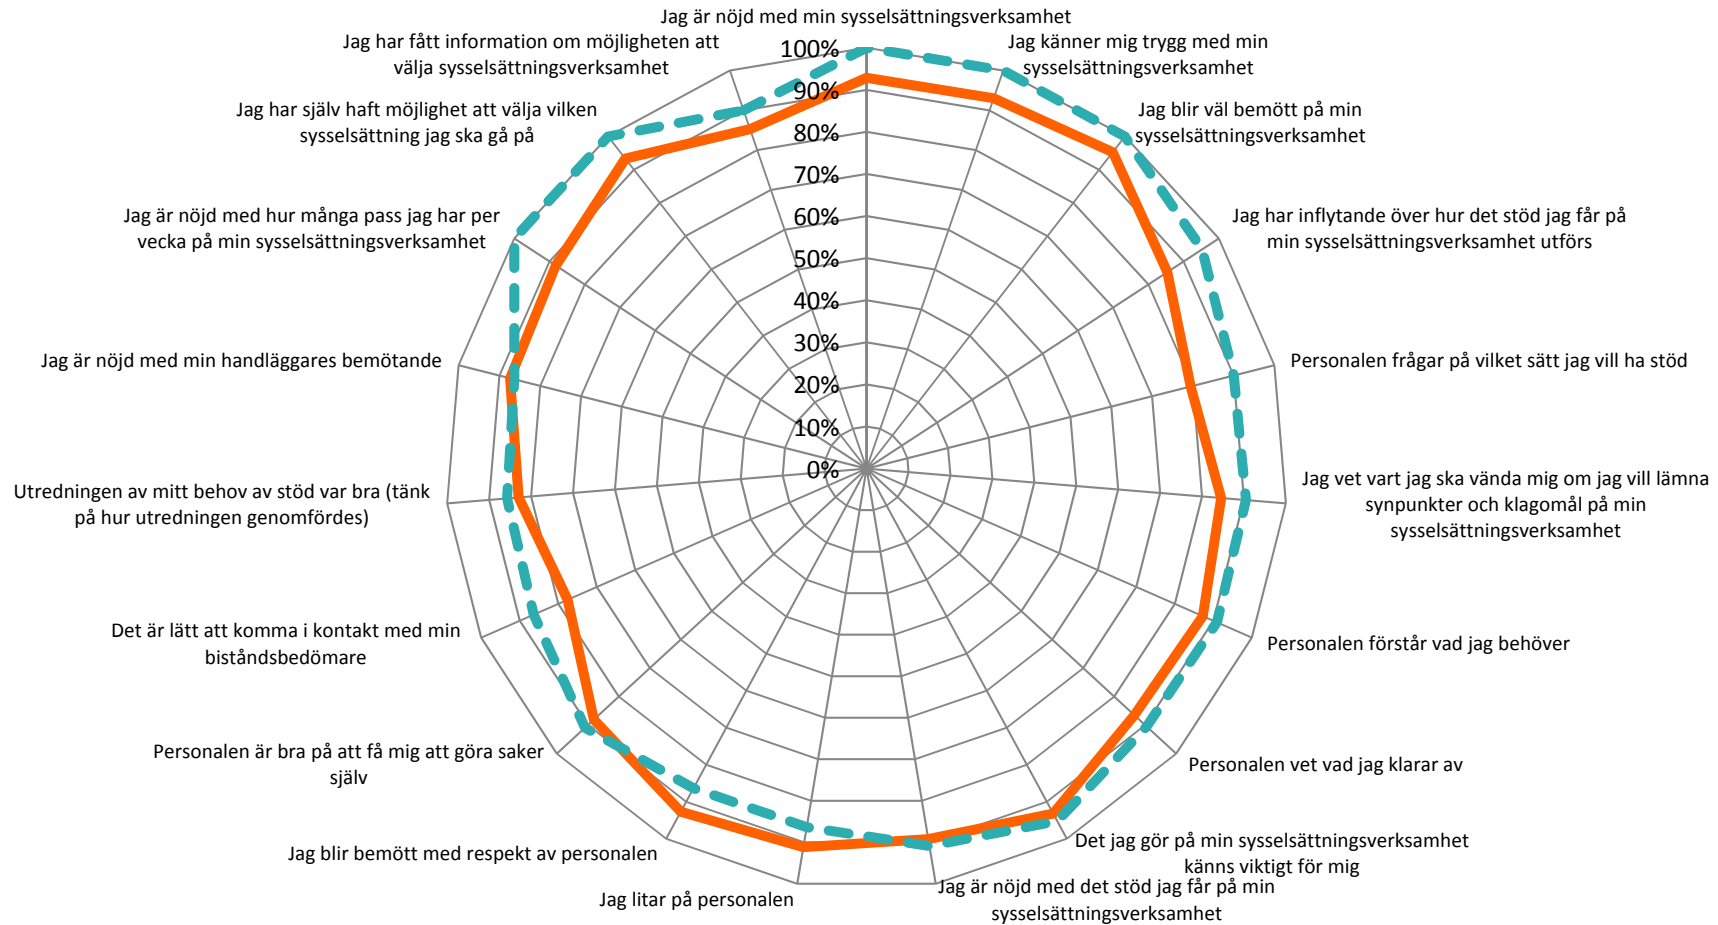 Jag är nöjd med min sysselsättningsverksamhet
Jag känner mig trygg med min
sysselsättningsverksamhet
Jag blir väl bemött på min
sysselsättningsverksamhet
Jag har inflytande över hur det stöd jag får på
min sysselsättningsverksamhet utförs
Personalen frågar på vilket sätt jag vill ha stöd
Jag vet vart jag ska vända mig om jag vill lämna
synpunkter och klagomål på min
sysselsättningsverksamhet
Personalen förstår vad jag behöver
Personalen vet vad jag klarar av
Det jag gör på min sysselsättningsverksamhet
känns viktigt för mig
Jag är nöjd med det stöd jag får på min
sysselsättningsverksamhet
Jag litar på personalen
Jag blir bemött med respekt av personalen
Personalen är bra på att få mig att göra saker
själv
Det är lätt att komma i kontakt med min
biståndsbedömare
Utredningen av mitt behov av stöd var bra (tänk
på hur utredningen genomfördes)
Jag är nöjd med min handläggares bemötande
Jag är nöjd med hur många pass jag har per
vecka på min sysselsättningsverksamhet
Jag har själv haft möjlighet att välja vilken
sysselsättning jag ska gå på
Jag har fått information om möjligheten att
välja sysselsättningsverksamhet
100%
90%
80%
70%
60%
50%
40%
30%
20%
10%
0%